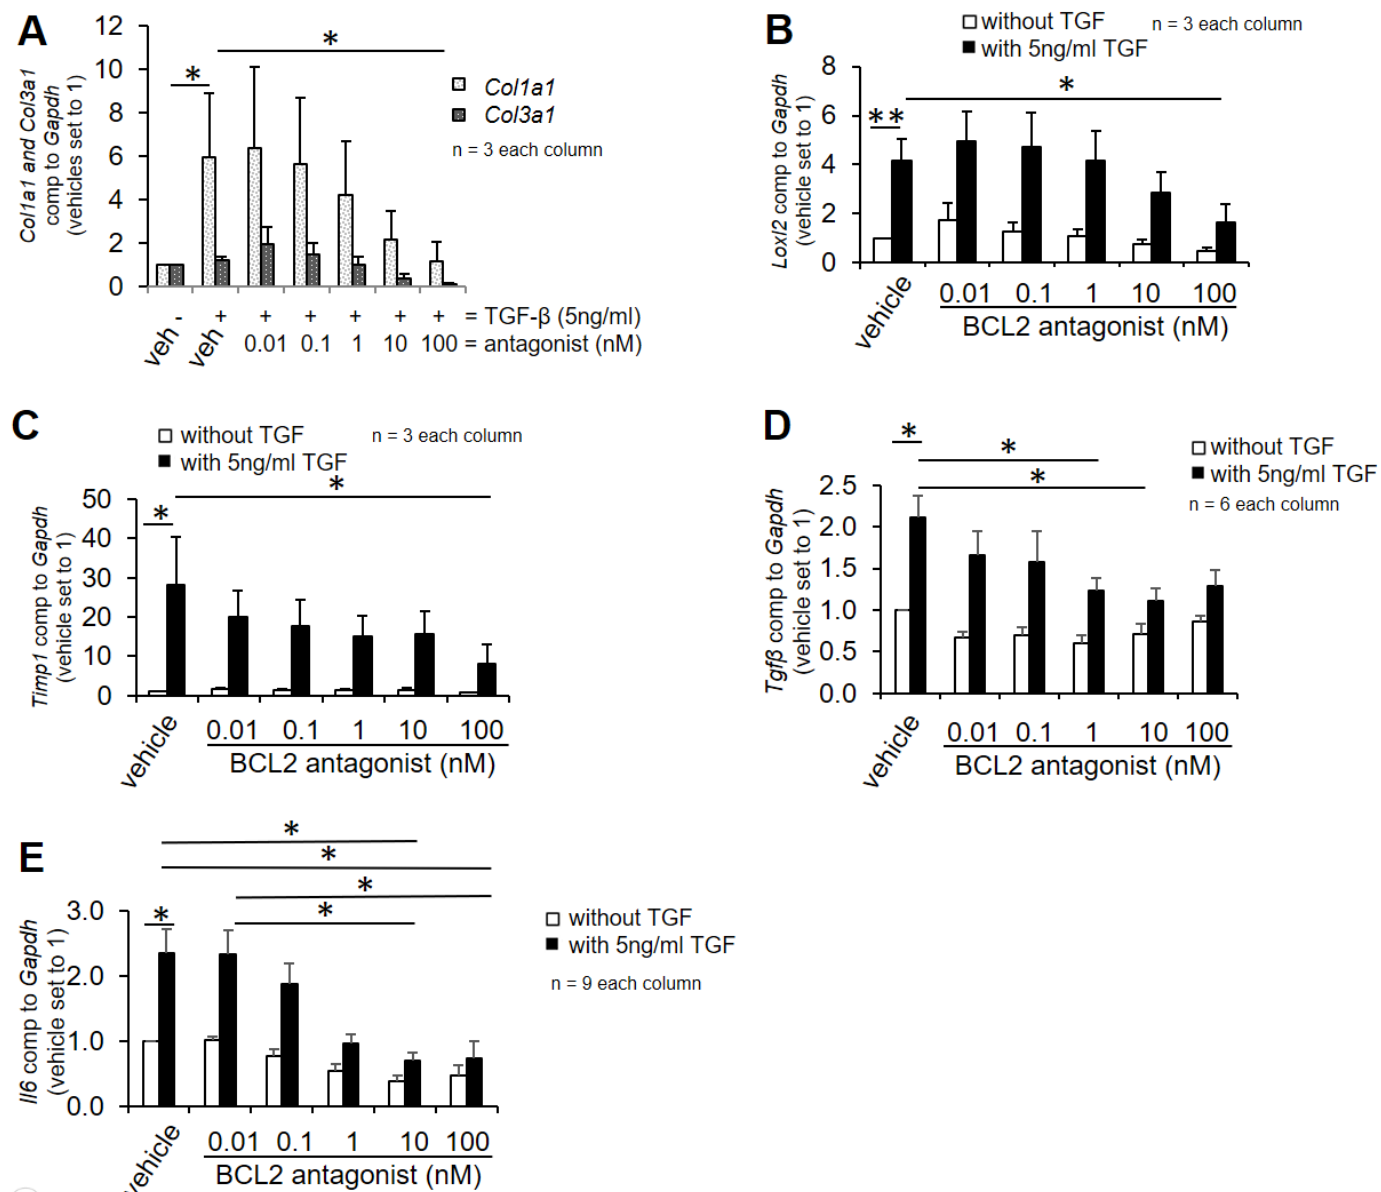 A
12
10
8
6
4
2
0
Col1a1 and Col3a1
comp to Gapdh
(vehicles set to 1)
*
*
Col1a1
Col3a1
n = 3 each column
- + + + + + + = TGF-β (5ng/ml)
veh veh 0.01 0.1 1 10 100 = antagonist (nM)
B
without TGF
with 5ng/ml TGF
n = 3 each column
8
6
4
2
0
Loxl2 comp to Gapdh
(vehicle set to 1)
**
*
vehicle 0.01 0.1 1 10 100
BCL2 antagonist (nM)
C
without TGF
with 5ng/ml TGF
n = 3 each column
50
40
30
20
10
0
Timp1 comp to Gapdh
(vehicle set to 1)
*
*
vehicle 0.01 0.1 1 10 100
BCL2 antagonist (nM)
D
without TGF
with 5ng/ml TGF
n = 6 each column
2.5
2.0
1.5
1.0
0.5
0.0
Tgfβ comp to Gapdh
(vehicle set to 1)
*
*
*
vehicle 0.01 0.1 1 10 100
BCL2 antagonist (nM)
E
*
*
*
*
*
3.0
2.0
1.0
0.0
Il6 comp to Gapdh
(vehicle set to 1)
without TGF
with 5ng/ml TGF
n = 9 each column
vehicle 0.01 0.1 1 10 100
BCL2 antagonist (nM)